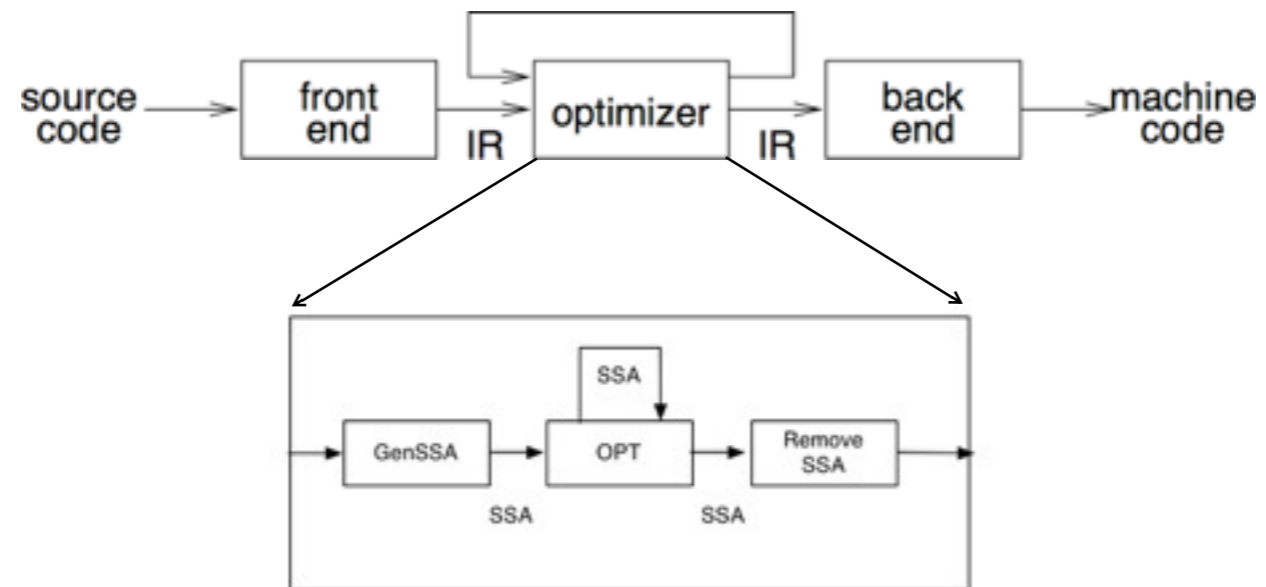 source
code
front
end
IR
optimizer
IR
back
end
machine
code
SSA
GenSSA
OPT
Remove
SSA
SSA
SSA